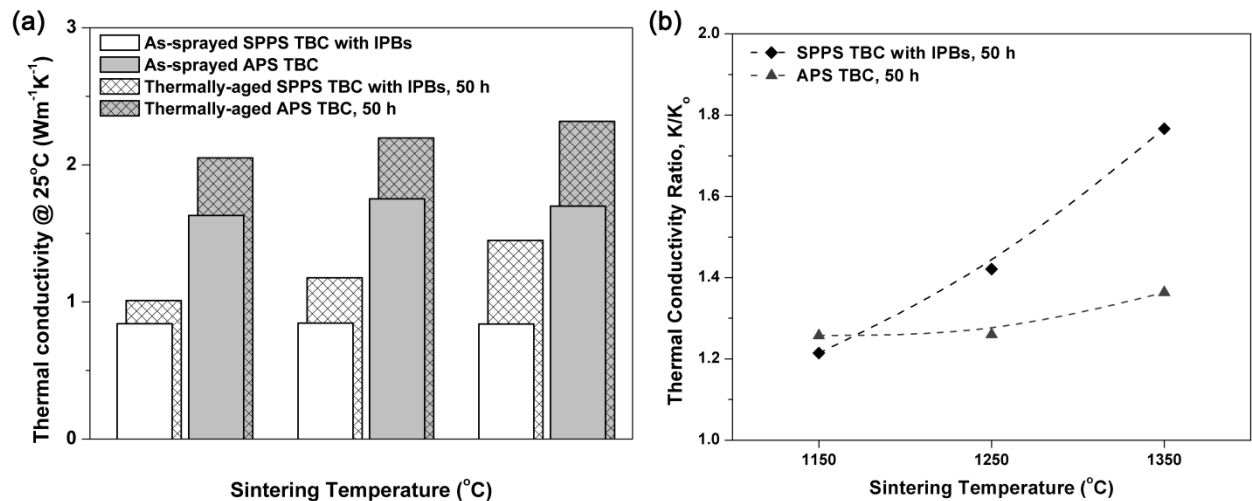 (a)
3
2
1
0
Thermal conductivity @ 25°C (Wm⁻¹K⁻¹)
As-sprayed SPPS TBC with IPBs
As-sprayed APS TBC
Thermally-aged SPPS TBC with IPBs, 50 h
Thermally-aged APS TBC, 50 h
Sintering Temperature (°C)
(b)
2.0
1.8
1.6
1.4
1.2
1.0
Thermal Conductivity Ratio, K/Kₒ
SPPS TBC with IPBs, 50 h
APS TBC, 50 h
1150 1250 1350
Sintering Temperature (°C)